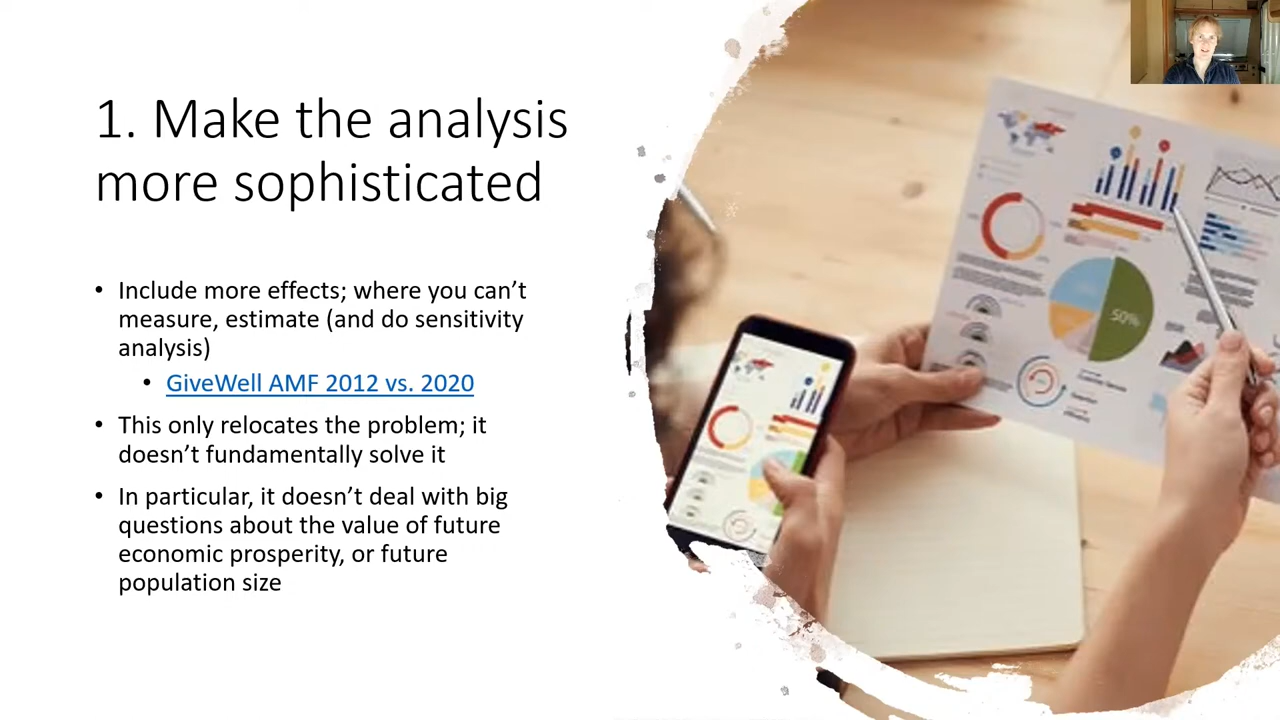 1. Make the analysis
more sophisticated
• Include more effects; where you can’t
measure, estimate (and do sensitivity
analysis)
• GiveWell AMF 2012 vs. 2020
• This only relocates the problem; it
doesn’t fundamentally solve it
• In particular, it doesn’t deal with big
questions about the value of future
economic prosperity, or future
population size
50%